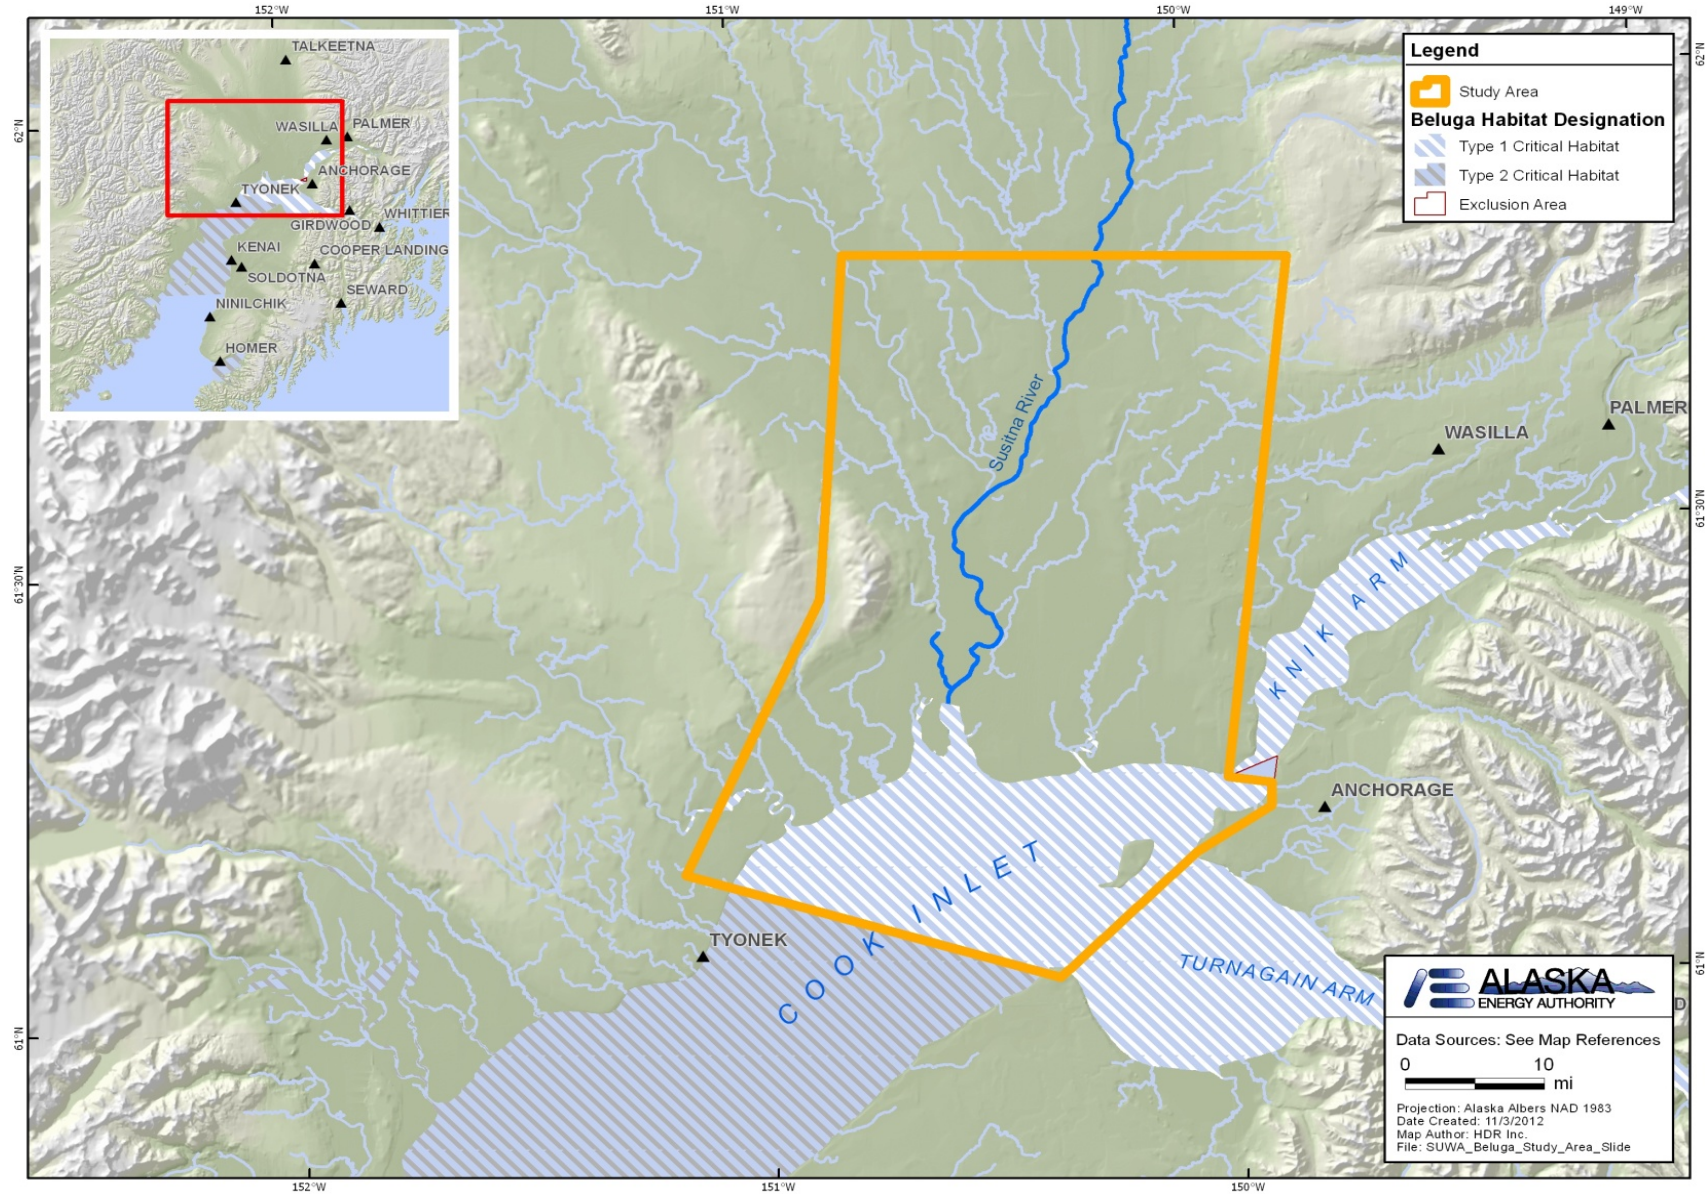 152°W
151°W
150°W
149°W
62°N
62°N
61°30'N
61°30'N
61°N
61°N
152°W
151°W
150°W
TALKEETNA
WASILLA
PALMER
ANCHORAGE
TYONEK
GIRDWOOD
WHITTIER
KENAI
COOPER LANDING
SOLDOTNA
SEWARD
NINILCHIK
HOMER
Legend
Study Area
Beluga Habitat Designation
Type 1 Critical Habitat
Type 2 Critical Habitat
Exclusion Area
Susitna River
PALMER
WASILLA
KNIK ARM
ANCHORAGE
COOK INLET
TYONEK
TURNAGAIN ARM
D
ALASKA
ENERGY AUTHORITY
Data Sources: See Map References
0 10
mi
Projection: Alaska Albers NAD 1983
Date Created: 11/3/2012
Map Author: HDR Inc.
File: SUWA_Beluga_Study_Area_Slide